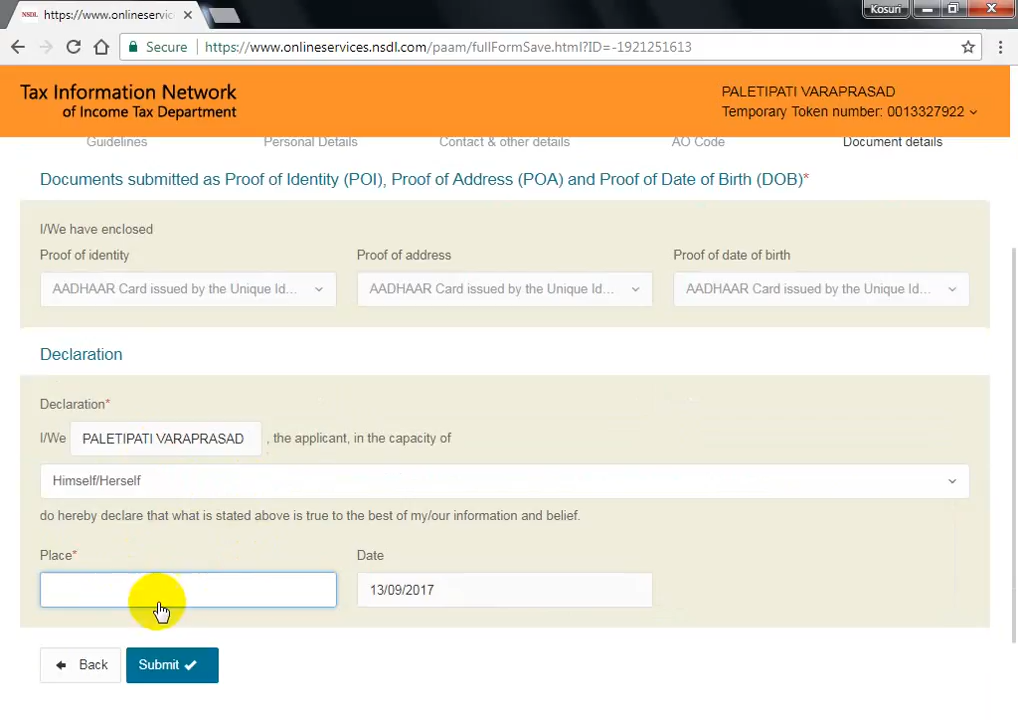 NSDL https://www.onlineservic
Kosuri
Secure https://www.onlineservices.nsdl.com/paam/fullFormSave.html?ID=-1921251613
Tax Information Network
of Income Tax Department
PALETIPATI VARAPRASAD
Temporary Token number: 0013327922
Guidelines Personal Details Contact & other details AO Code Document details
Documents submitted as Proof of Identity (POI), Proof of Address (POA) and Proof of Date of Birth (DOB)*
I/We have enclosed
Proof of identity Proof of address Proof of date of birth
AADHAAR Card issued by the Unique Id... AADHAAR Card issued by the Unique Id... AADHAAR Card issued by the Unique Id...
Declaration
Declaration*
I/We PALETIPATI VARAPRASAD , the applicant, in the capacity of
Himself/Herself
do hereby declare that what is stated above is true to the best of my/our information and belief.
Place* Date
13/09/2017
Back Submit